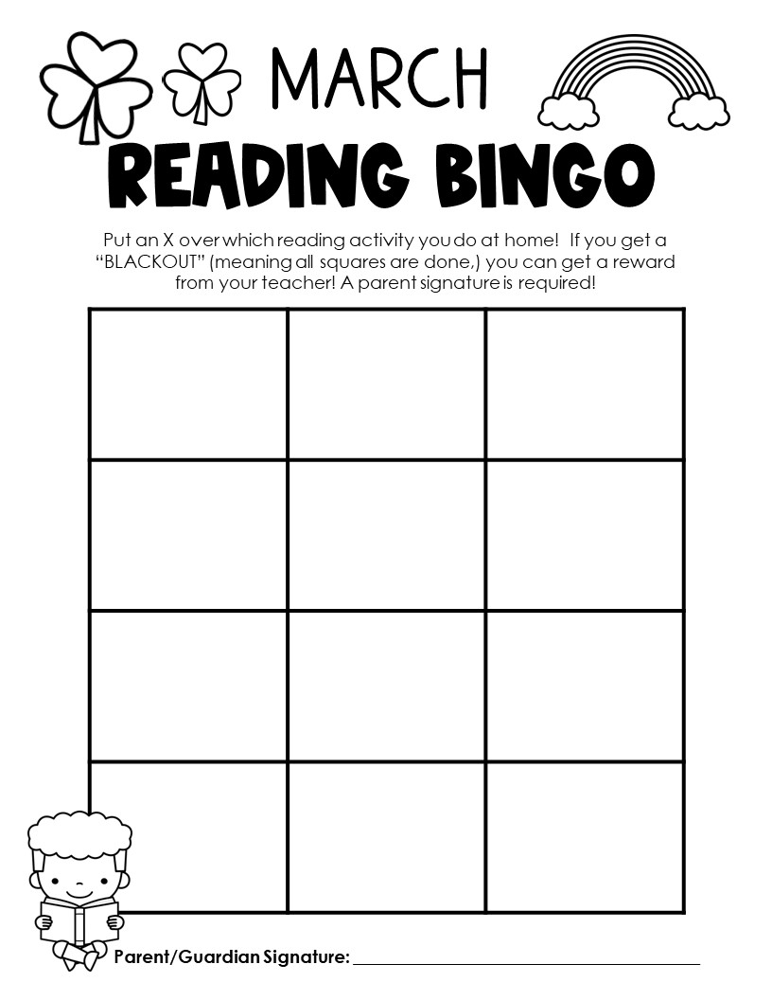 MARCH
READING BINGO
Put an X over which reading activity you do at home! If you get a
“BLACKOUT” (meaning all squares are done,) you can get a reward
from your teacher! A parent signature is required!
Parent/Guardian Signature: ___________________________________